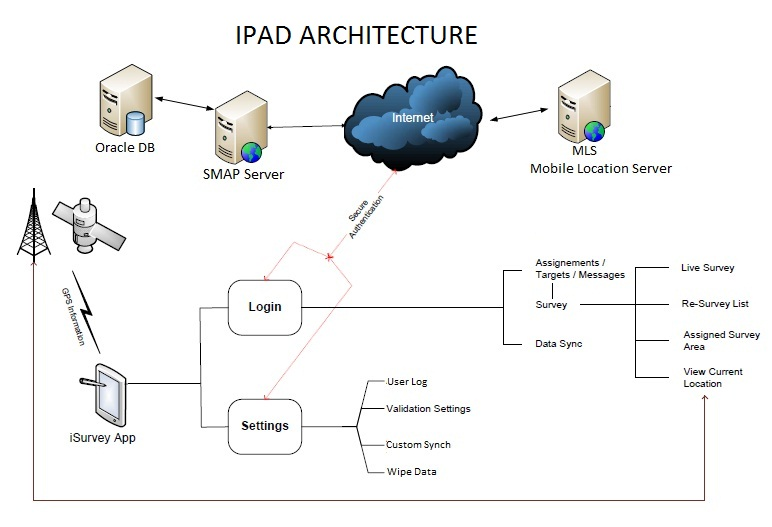 IPAD ARCHITECTURE
Oracle DB
SMAP Server
Internet
MLS
Mobile Location Server
Secure
Authentication
GPS Information
iSurvey App
Login
Settings
Assignements /
Targets / Messages
Survey
Data Sync
Live Survey
Re-Survey List
Assigned Survey
Area
View Current
Location
User Log
Validation Settings
Custom Synch
Wipe Data